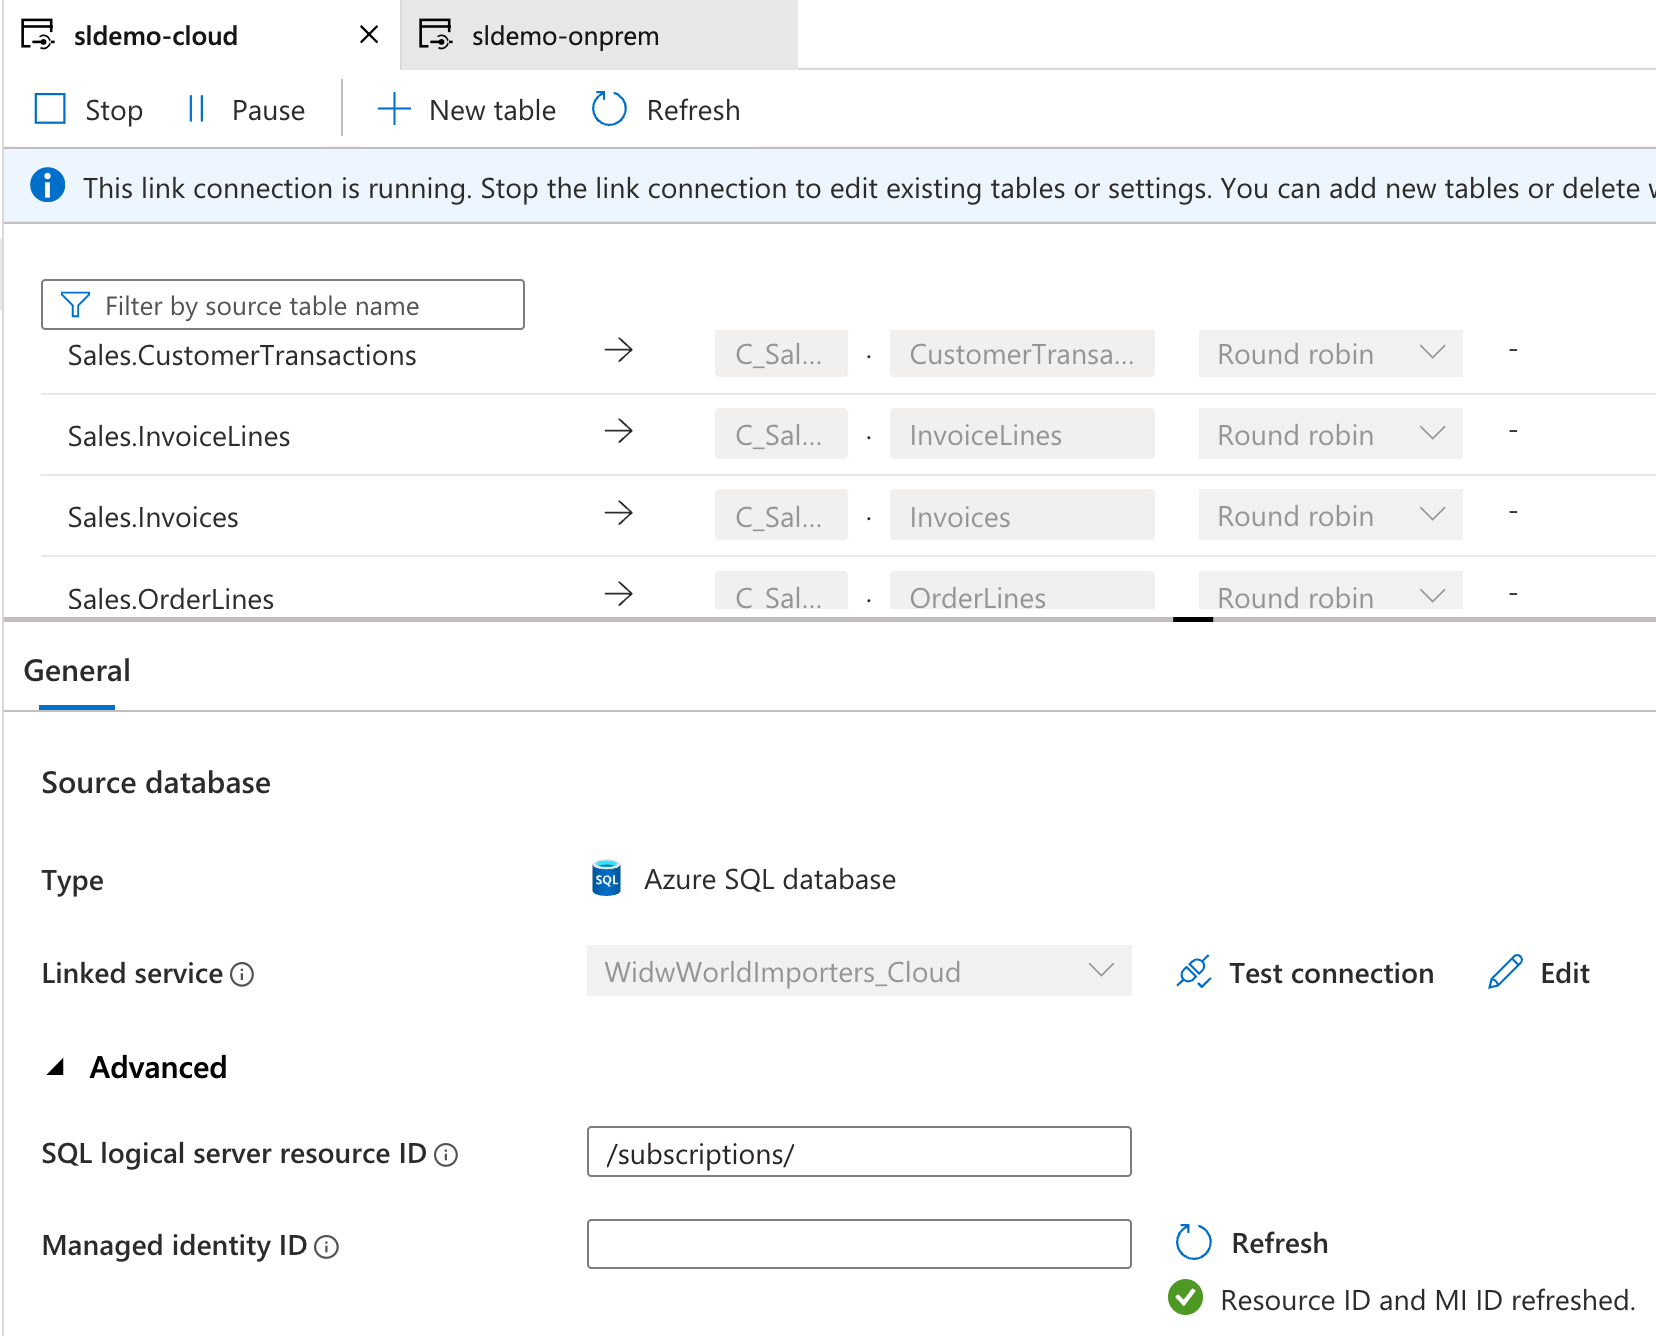 sldemo-cloud
sldemo-onprem
Stop
Pause
New table
Refresh
This link connection is running. Stop the link connection to edit existing tables or settings. You can add new tables or delete
Filter by source table name
Sales.CustomerTransactions C_Sal... . CustomerTransa... Round robin -
Sales.InvoiceLines C_Sal... . InvoiceLines Round robin -
Sales.Invoices C_Sal... . Invoices Round robin -
Sales.OrderLines C_Sal... . OrderLines Round robin -
General
Source database
Type SQL Azure SQL database
Linked service WidwWorldImporters_Cloud Test connection Edit
Advanced
SQL logical server resource ID /subscriptions/
Managed identity ID Refresh
Resource ID and MI ID refreshed.